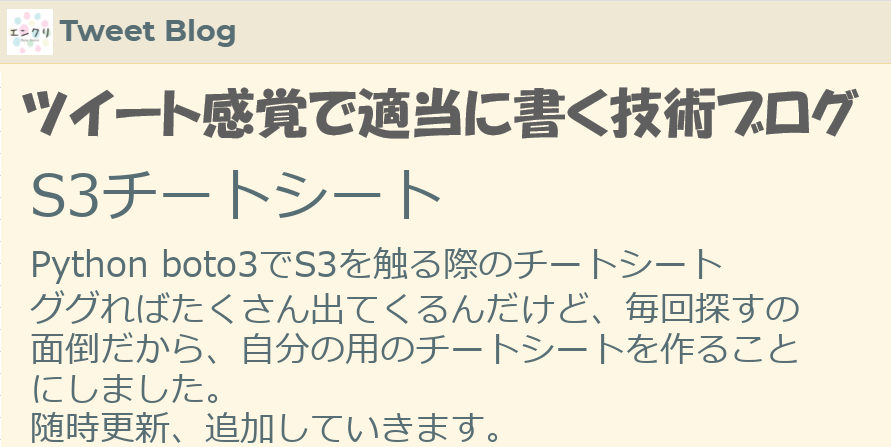 エンクリ Tweet Blog
ツイート感覚で適当に書く技術ブログ
S3チートシート
Python boto3でS3を触る際のチートシート
ググればたくさん出てくるんだけど、毎回探すの
面倒だから、自分の用のチートシートを作ること
にしました。
随時更新、追加していきます。